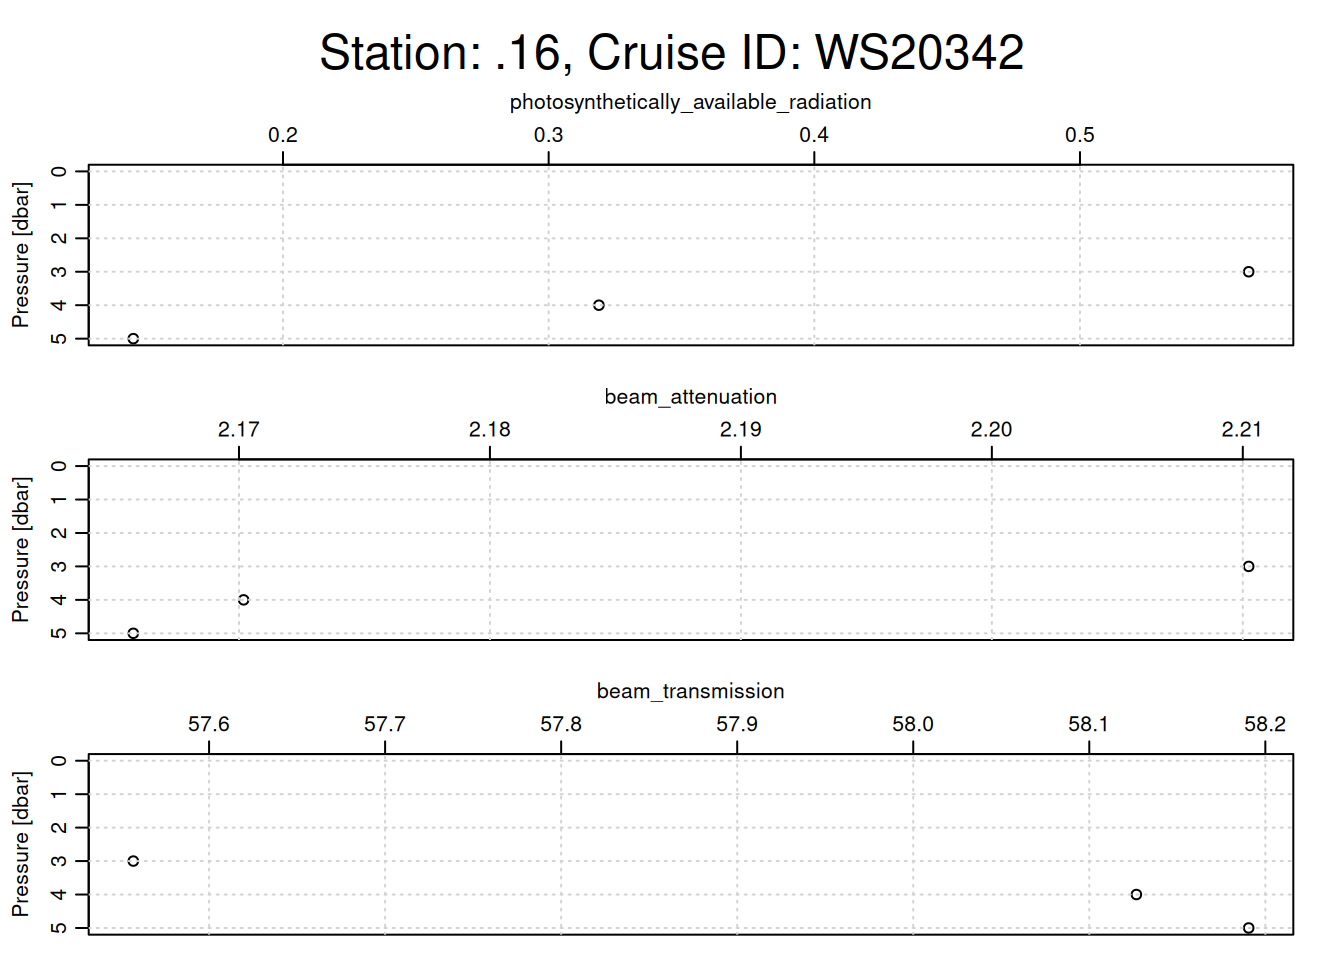 Station: .16, Cruise ID: WS20342
photosynthetically_available_radiation
0.2 0.3 0.4 0.5
Pressure [dbar]
0
1
2
3
4
5
beam_attenuation
2.17 2.18 2.19 2.20 2.21
Pressure [dbar]
0
1
2
3
4
5
beam_transmission
57.6 57.7 57.8 57.9 58.0 58.1 58.2
Pressure [dbar]
0
1
2
3
4
5